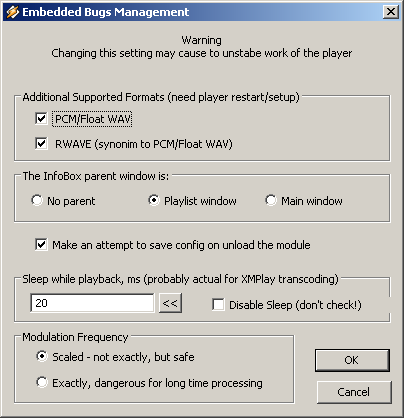 Embedded Bugs Management
Warning
Changing this setting may cause to unstabe work of the player
Additional Supported Formats (need player restart/setup)
PCM/Float WAV
RWAVE (synonim to PCM/Float WAV)
The InfoBox parent window is:
No parent Playlist window Main window
Make an attempt to save config on unload the module
Sleep while playback, ms (probably actual for XMPlay transcoding)
20 << Disable Sleep (don't check!)
Modulation Frequency
Scaled - not exactly, but safe
Exactly, dangerous for long time processing
OK
Cancel